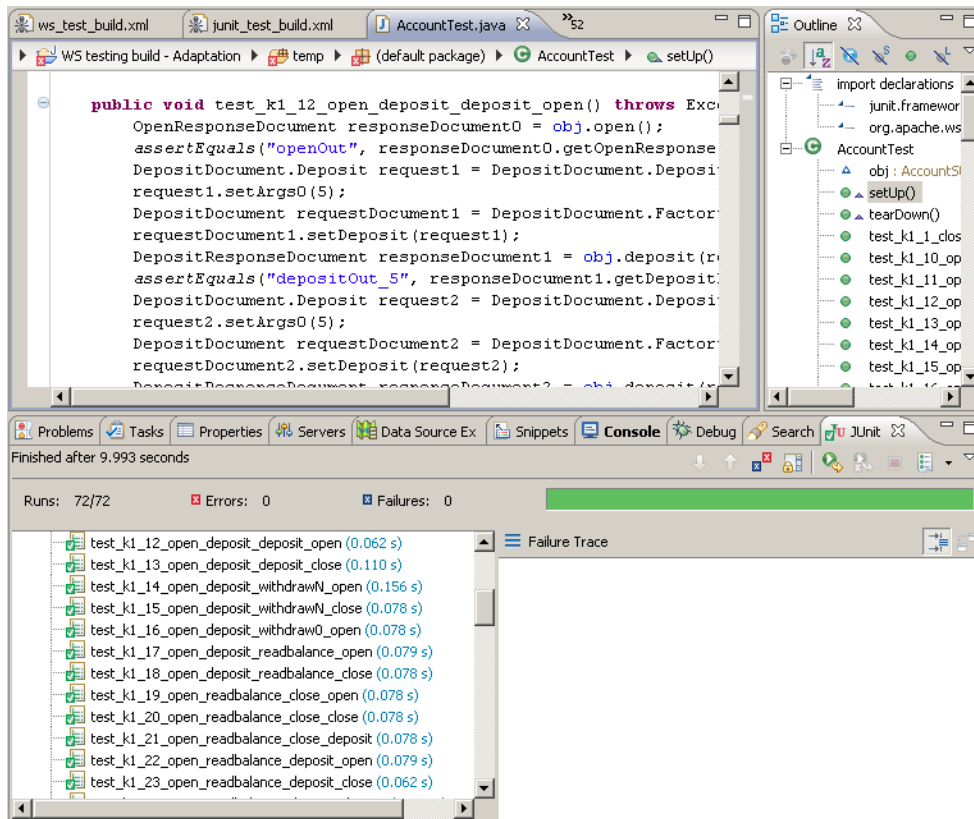 ws_test_build.xml junit_test_build.xml AccountTest.java »52
WS testing build - Adaptation temp (default package) AccountTest setUp()
public void test_k1_12_open_deposit_deposit_open() throws Exc
OpenResponseDocument responseDocument0 = obj.open();
assertEquals("openOut", responseDocument0.getOpenResponse
DepositDocument.Deposit request1 = DepositDocument.Deposi
request1.setArgs0(5);
DepositDocument requestDocument1 = DepositDocument.Factor
requestDocument1.setDeposit(request1);
DepositResponseDocument responseDocument1 = obj.deposit(r
assertEquals("depositOut_5", responseDocument1.getDeposit
DepositDocument.Deposit request2 = DepositDocument.Deposi
request2.setArgs0(5);
DepositDocument requestDocument2 = DepositDocument.Factor
requestDocument2.setDeposit(request2);
DepositResponseDocument responseDocument2 = obj.deposit(r
Outline
import declarations
junit.framewor
org.apache.ws
AccountTest
obj : AccountS
setUp()
tearDown()
test_k1_1_clos
test_k1_10_op
test_k1_11_op
test_k1_12_op
test_k1_13_op
test_k1_14_op
test_k1_15_op
test_k1_16_op
Problems Tasks Properties Servers Data Source Ex Snippets Console Debug Search JUnit
Finished after 9.993 seconds
Runs: 72/72 Errors: 0 Failures: 0
test_k1_12_open_deposit_deposit_open (0.062 s)
test_k1_13_open_deposit_deposit_close (0.110 s)
test_k1_14_open_deposit_withdrawN_open (0.156 s)
test_k1_15_open_deposit_withdrawN_close (0.078 s)
test_k1_16_open_deposit_withdraw0_open (0.078 s)
test_k1_17_open_deposit_readbalance_open (0.079 s)
test_k1_18_open_deposit_readbalance_close (0.078 s)
test_k1_19_open_readbalance_close_open (0.078 s)
test_k1_20_open_readbalance_close_close (0.078 s)
test_k1_21_open_readbalance_close_deposit (0.078 s)
test_k1_22_open_readbalance_deposit_open (0.079 s)
test_k1_23_open_readbalance_deposit_close (0.062 s)
Failure Trace